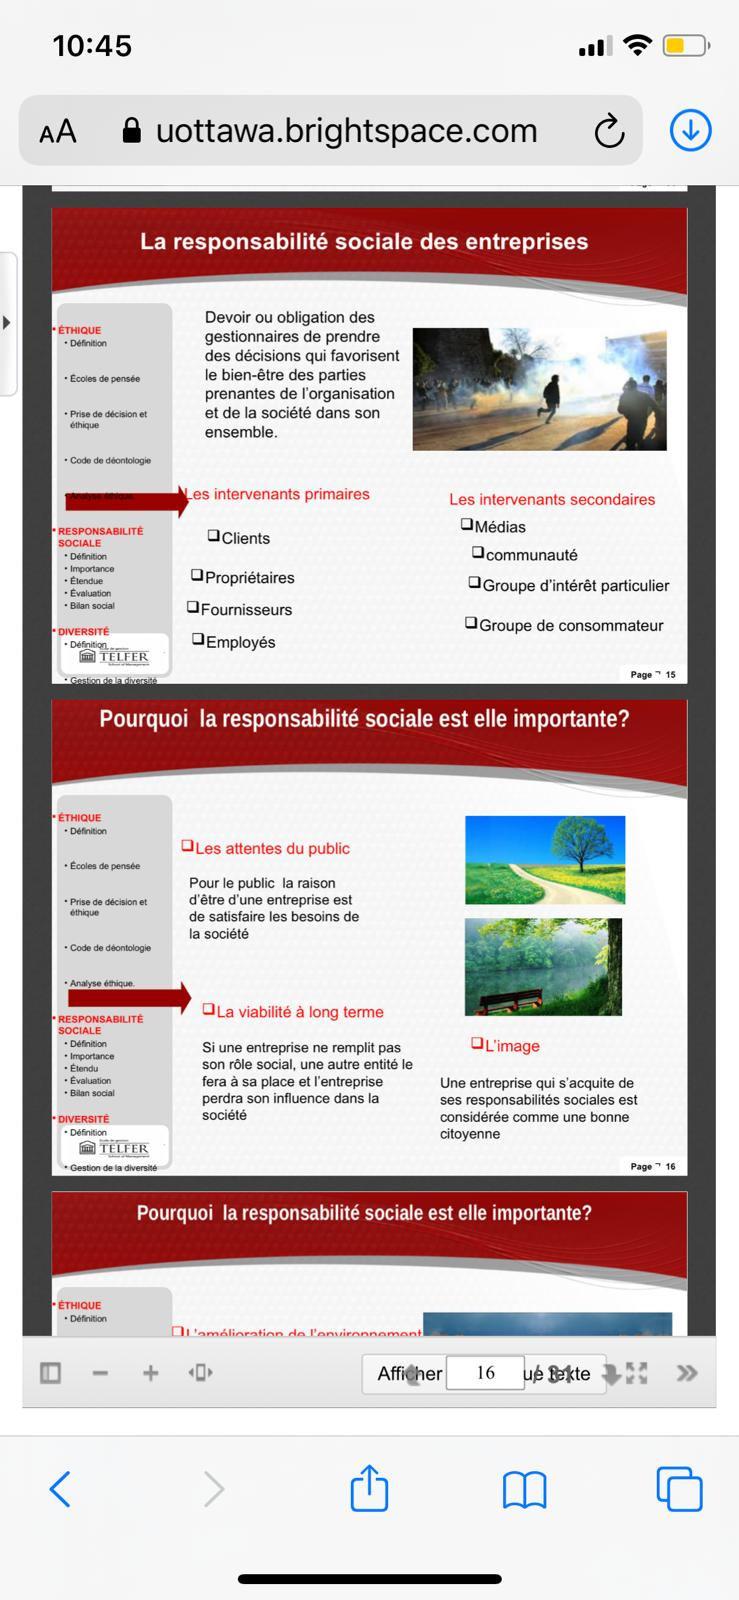 10:45
AA uottawa.brightspace.com
La responsabilité sociale des entreprises
• ÉTHIQUE
• Définition
• Écoles de pensée
• Prise de décision et
éthique
• Code de déontologie
• Analyse éthique.
• RESPONSABILITÉ
SOCIALE
• Définition
• Importance
• Étendue
• Évaluation
• Bilan social
• DIVERSITÉ
• Définition
TELFER
• Gestion de la diversité
Devoir ou obligation des
gestionnaires de prendre
des décisions qui favorisent
le bien-être des parties
prenantes de l’organisation
et de la société dans son
ensemble.
Les intervenants primaires
❑Clients
❑Propriétaires
❑Fournisseurs
❑Employés
Les intervenants secondaires
❑Médias
❑communauté
❑Groupe d’intérêt particulier
❑Groupe de consommateur
Page ¬ 15
Pourquoi la responsabilité sociale est elle importante?
• ÉTHIQUE
• Définition
• Écoles de pensée
• Prise de décision et
éthique
• Code de déontologie
• Analyse éthique.
• RESPONSABILITÉ
SOCIALE
• Définition
• Importance
• Étendu
• Évaluation
• Bilan social
• DIVERSITÉ
• Définition
TELFER
• Gestion de la diversité
❑Les attentes du public
Pour le public la raison
d’être d’une entreprise est
de satisfaire les besoins de
la société
❑La viabilité à long terme
Si une entreprise ne remplit pas
son rôle social, une autre entité le
fera à sa place et l’entreprise
perdra son influence dans la
société
❑L’image
Une entreprise qui s’acquite de
ses responsabilités sociales est
considérée comme une bonne
citoyenne
Page ¬ 16
Pourquoi la responsabilité sociale est elle importante?
• ÉTHIQUE
• Définition
❑L’amélioration de l’environnement
Afficher 16 / 31 ue texte